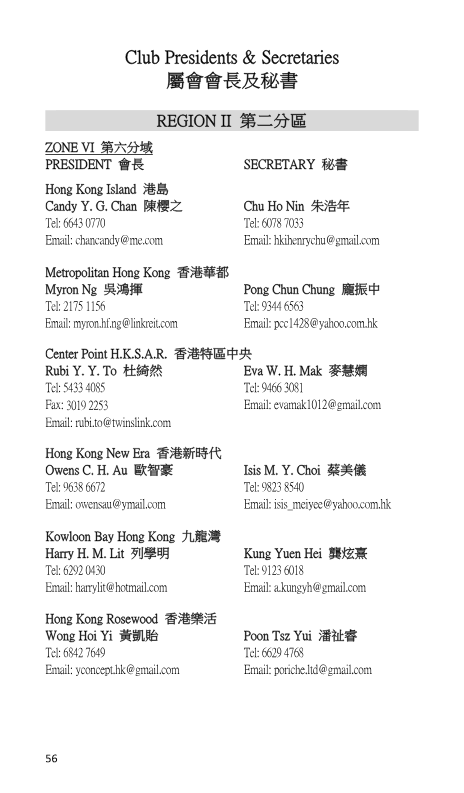 Club Presidents & Secretaries
屬會會長及秘書
REGION II 第二分區
ZONE VI 第六分域
PRESIDENT 會長 SECRETARY 秘書
Hong Kong Island 港島
Candy Y. G. Chan 陳櫻之 Chu Ho Nin 朱浩年
Tel: 6643 0770 Tel: 6078 7033
Email: chancandy@me.com Email: hkihenrychu@gmail.com
Metropolitan Hong Kong 香港華都
Myron Ng 吳鴻揮 Pong Chun Chung 龐振中
Tel: 2175 1156 Tel: 9344 6563
Email: myron.hf.ng@linkreit.com Email: pcc1428@yahoo.com.hk
Center Point H.K.S.A.R. 香港特區中央
Rubi Y. Y. To 杜綺然 Eva W. H. Mak 麥慧嫻
Tel: 5433 4085 Tel: 9466 3081
Fax: 3019 2253 Email: evamak1012@gmail.com
Email: rubi.to@twinslink.com
Hong Kong New Era 香港新時代
Owens C. H. Au 歐智豪 Isis M. Y. Choi 蔡美儀
Tel: 9638 6672 Tel: 9823 8540
Email: owensau@ymail.com Email: isis_meiyee@yahoo.com.hk
Kowloon Bay Hong Kong 九龍灣
Harry H. M. Lit 列學明 Kung Yuen Hei 龔炫熹
Tel: 6292 0430 Tel: 9123 6018
Email: harrylit@hotmail.com Email: a.kungyh@gmail.com
Hong Kong Rosewood 香港樂活
Wong Hoi Yi 黃凱貽 Poon Tsz Yui 潘祉睿
Tel: 6842 7649 Tel: 6629 4768
Email: yconcept.hk@gmail.com Email: poriche.ltd@gmail.com
56